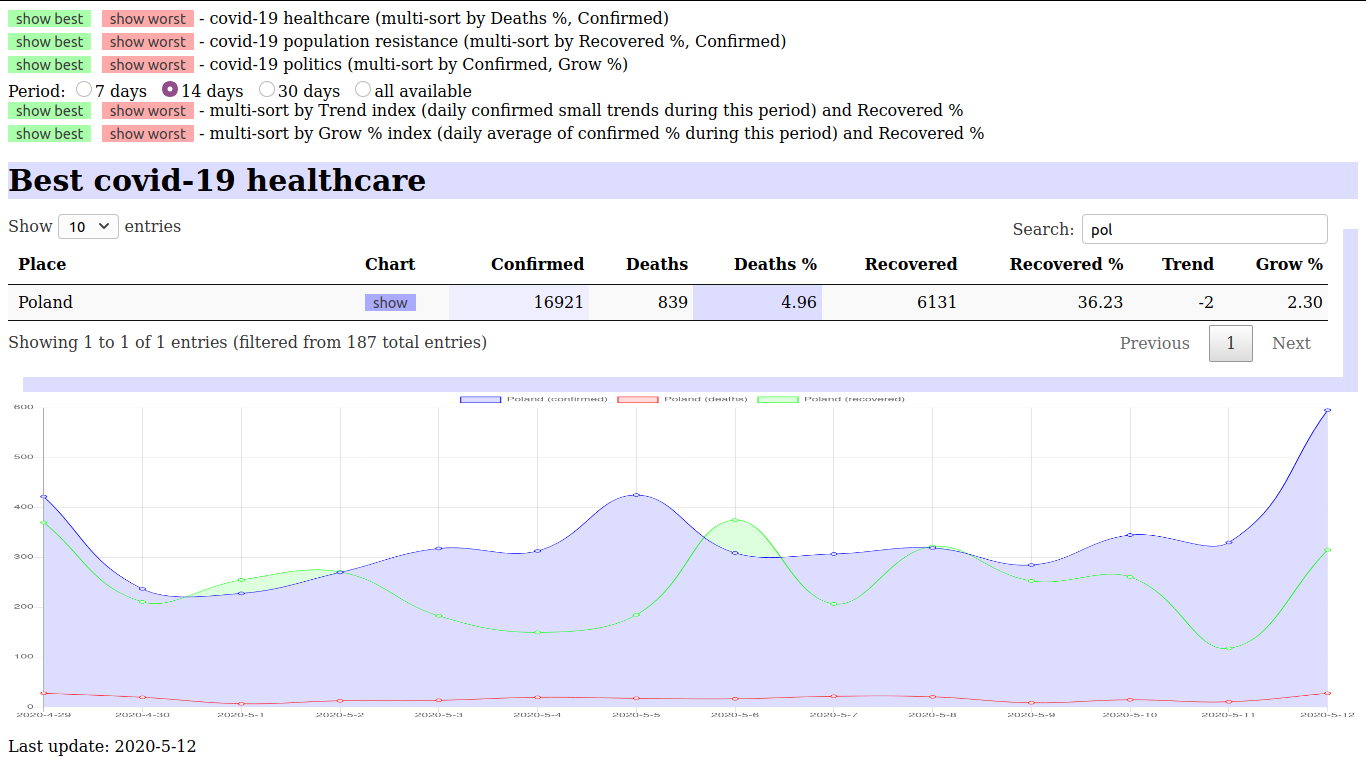 show best show worst - covid-19 healthcare (multi-sort by Deaths %, Confirmed)
show best show worst - covid-19 population resistance (multi-sort by Recovered %, Confirmed)
show best show worst - covid-19 politics (multi-sort by Confirmed, Grow %)
Period: 7 days 14 days 30 days all available
show best show worst - multi-sort by Trend index (daily confirmed small trends during this period) and Recovered %
show best show worst - multi-sort by Grow % index (daily average of confirmed % during this period) and Recovered %
Best covid-19 healthcare
Show 10 entries Search: pol
Place Chart Confirmed Deaths Deaths % Recovered Recovered % Trend Grow %
Poland show 16921 839 4.96 6131 36.23 -2 2.30
Showing 1 to 1 of 1 entries (filtered from 187 total entries) Previous 1 Next
Poland (confirmed) Poland (deaths) Poland (recovered)
600
500
400
300
200
100
0
2020-4-29 2020-4-30 2020-5-1 2020-5-2 2020-5-3 2020-5-4 2020-5-5 2020-5-6 2020-5-7 2020-5-8 2020-5-9 2020-5-10 2020-5-11 2020-5-12
Last update: 2020-5-12